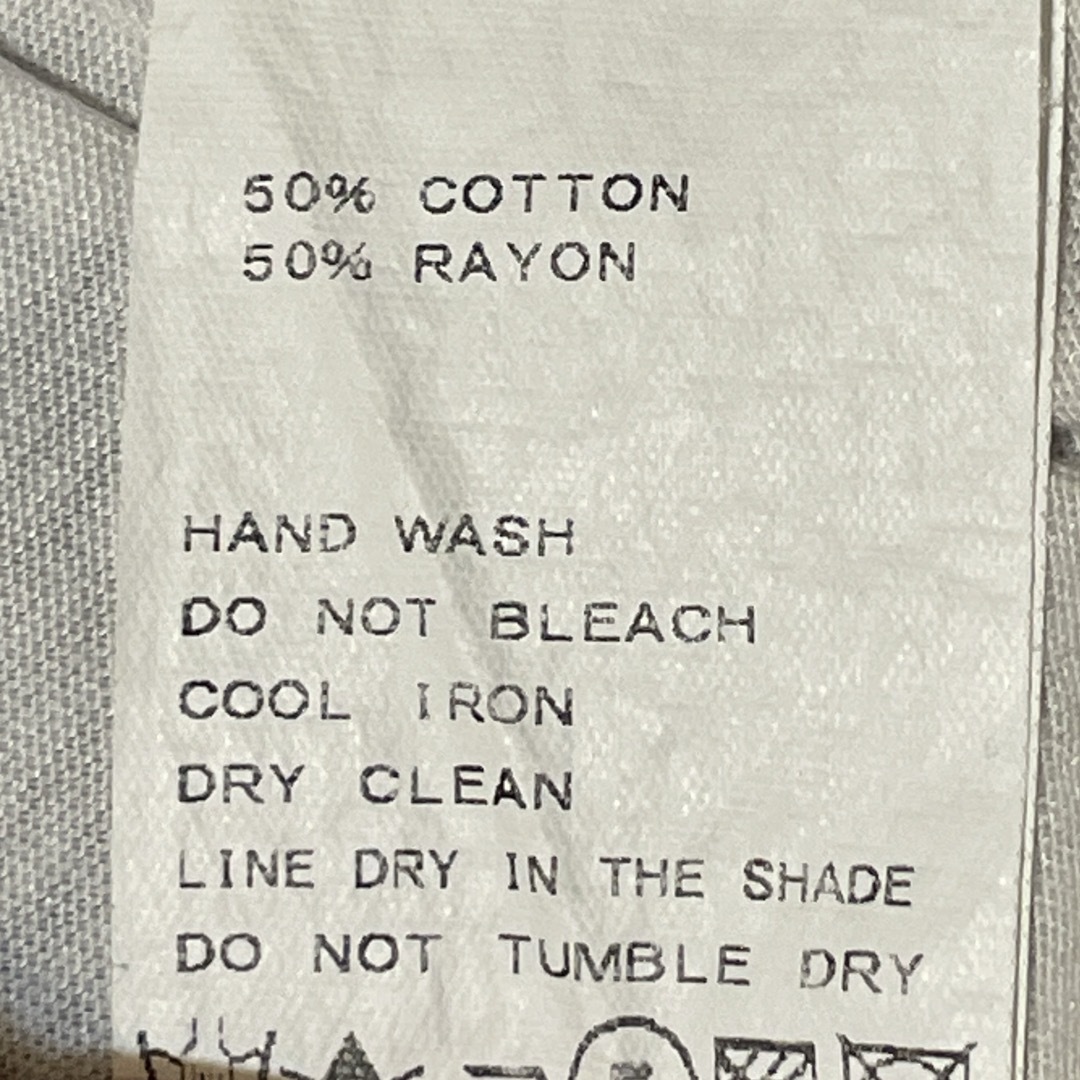 50% COTTON
50% RAYON
HAND WASH
DO NOT BLEACH
COOL IRON
DRY CLEAN
LINE DRY IN THE SHADE
DO NOT TUMBLE DRY